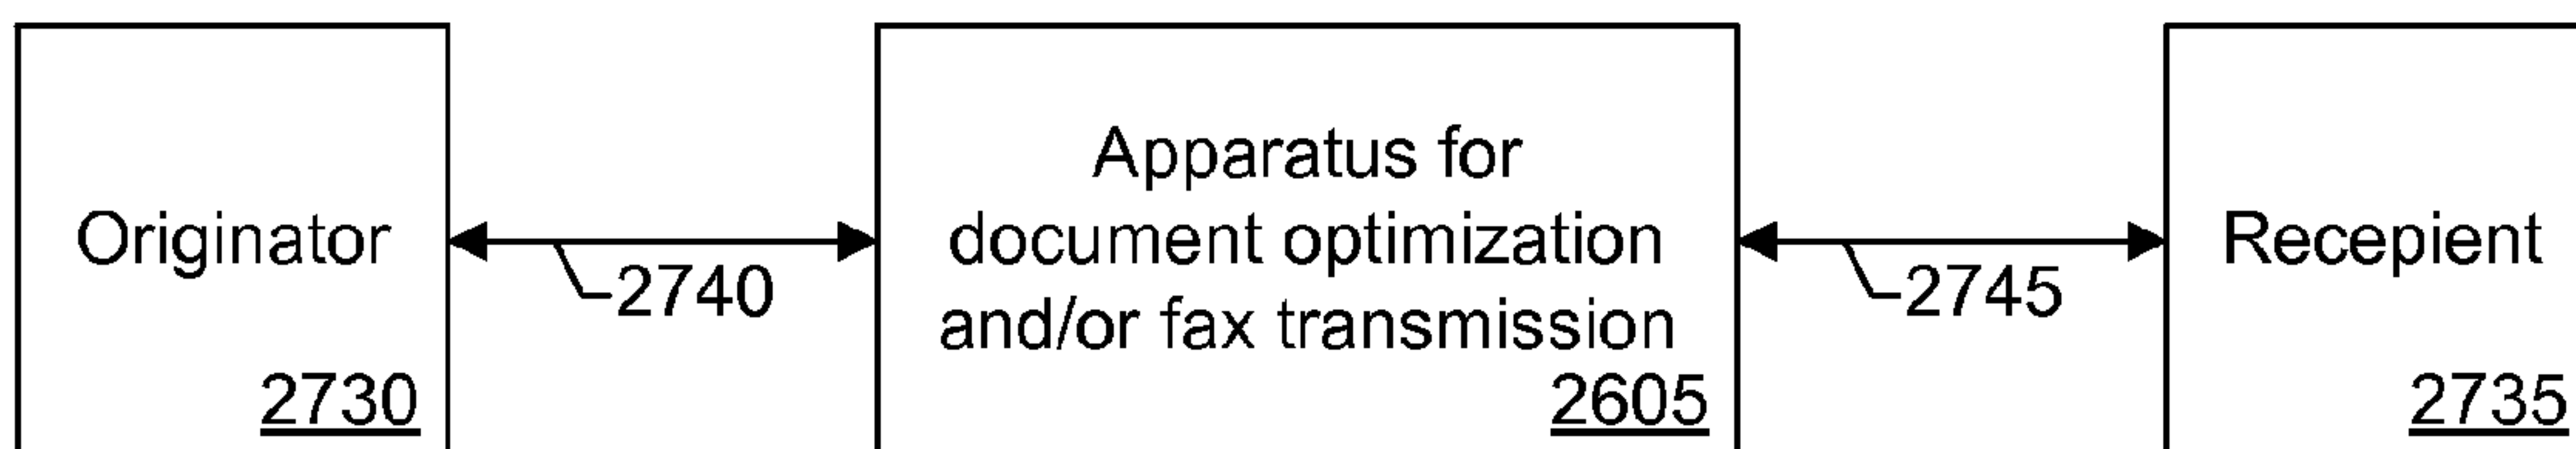 Originator
2730
2740
Apparatus for
document optimization
and/or fax transmission
2605
2745
Recepient
2735